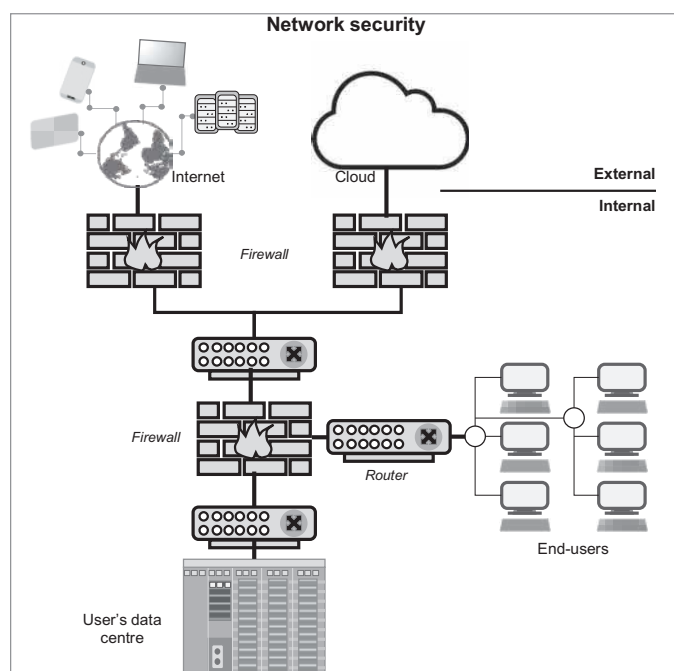 Network security
Internet
Cloud
External
Internal
Firewall
Firewall
Router
End-users
User's data
centre